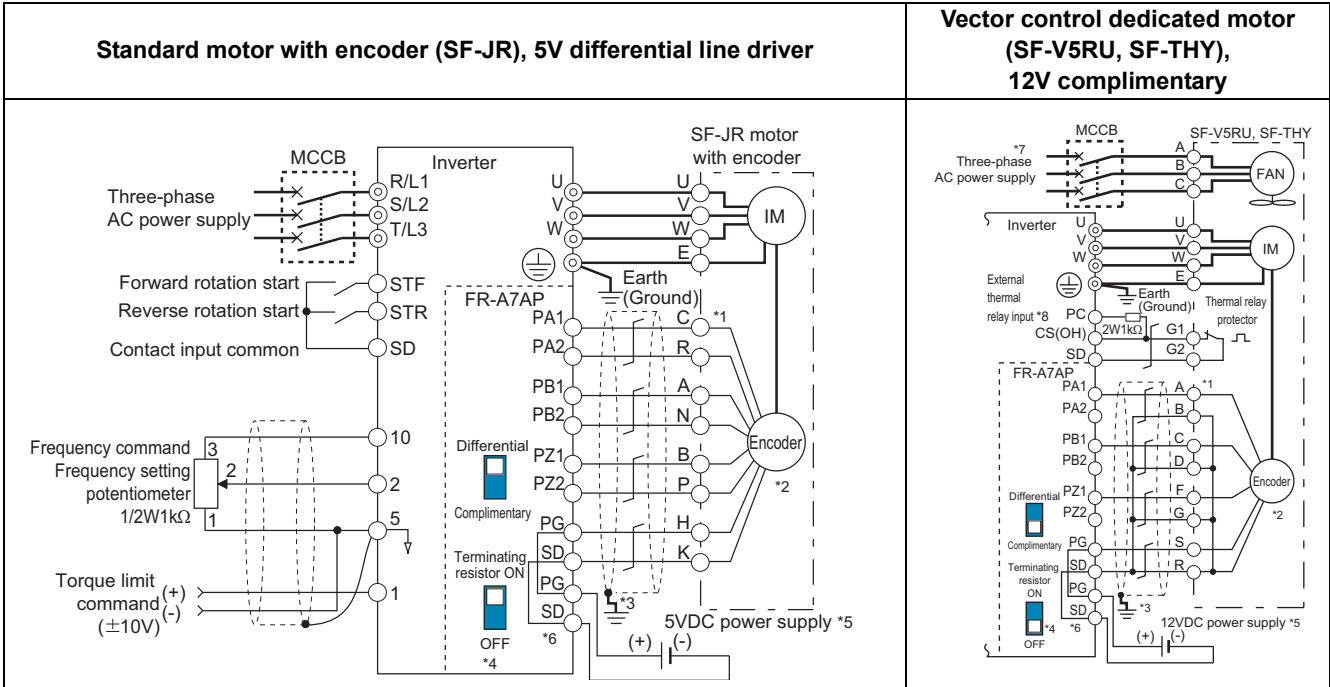 Standard motor with encoder (SF-JR), 5V differential line driver
Vector control dedicated motor
(SF-V5RU, SF-THY),
12V complimentary
SF-JR motor
with encoder
MCCB
Inverter
Three-phase
AC power supply
R/L1
S/L2
T/L3
U
V
W
U
V
W
E
IM
Earth
(Ground)
Forward rotation start
Reverse rotation start
Contact input common
STF
STR
SD
FR-A7AP
PA1
PA2
PB1
PB2
PZ1
PZ2
PG
SD
PG
SD
C
R
A
N
B
P
H
K
*1
Encoder
*2
Differential
Complimentary
Terminating
resistor ON
OFF
*4
*3
*6
5VDC power supply *5
(+)
(-)
Frequency command
Frequency setting
potentiometer
1/2W1kΩ
3
2
1
10
2
5
1
Torque limit
command
(±10V)
(+)
(-)
MCCB
SF-V5RU, SF-THY
*7
Three-phase
AC power supply
A
B
C
FAN
Inverter
U
V
W
U
V
W
E
IM
Earth
(Ground)
External
thermal
relay input *8
PC
CS(OH)
SD
2W1kΩ
G1
G2
Thermal relay
protector
FR-A7AP
PA1
PA2
PB1
PB2
PZ1
PZ2
PG
SD
PG
SD
A
B
C
D
F
G
S
R
*1
Encoder
*2
Differential
Complimentary
Terminating
resistor
ON
OFF
*4
*3
*6
12VDC power supply *5
(+)
(-)